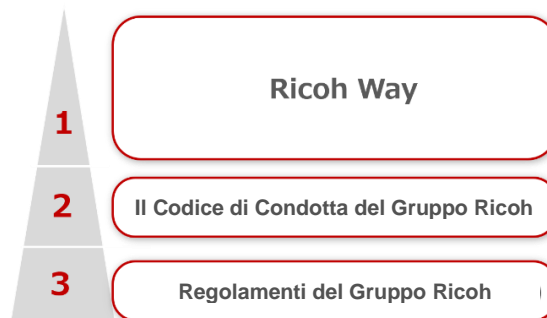 1
Ricoh Way
2
Il Codice di Condotta del Gruppo Ricoh
3
Regolamenti del Gruppo Ricoh